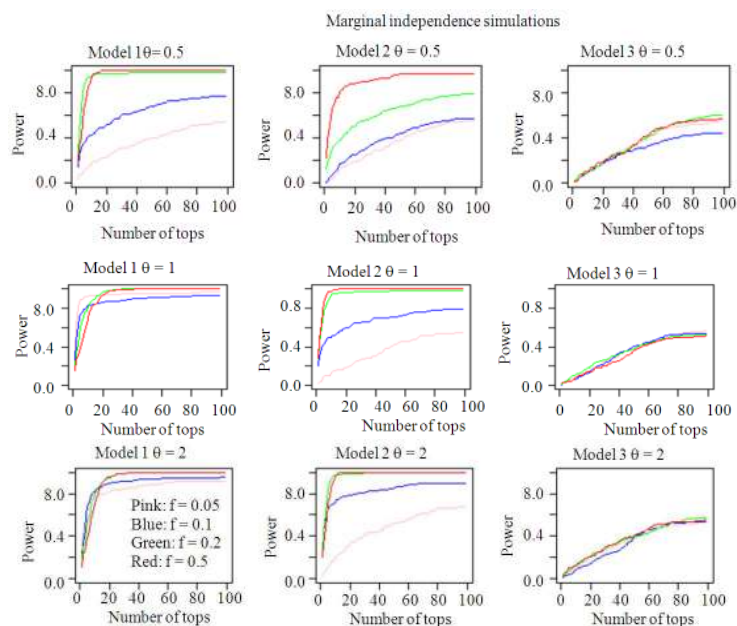 Marginal independence simulations
Model 1θ= 0.5
Model 2 θ = 0.5
Model 3 θ = 0.5
Power
8.0
0.4
0.0
0 20 40 60 80 100
Number of tops
Power
8.0
0.4
0.0
0 20 40 60 80 100
Number of tops
Power
8.0
0.4
0.0
0 20 40 60 80 100
Number of tops
Model 1 θ = 1
Model 2 θ = 1
Model 3 θ = 1
Power
8.0
0.4
0.0
0 20 40 60 80 100
Number of tops
Power
0.8
0.4
0.0
0 20 40 60 80 100
Number of tops
Power
0.8
0.4
0.0
0 20 40 60 80 100
Number of tops
Model 1 θ = 2
Model 2 θ = 2
Model 3 θ = 2
Power
8.0
0.4
0.0
Pink: f = 0.05
Blue: f = 0.1
Green: f = 0.2
Red: f = 0.5
0 20 40 60 80 100
Number of tops
Power
8.0
0.4
0.0
0 20 40 60 80 100
Number of tops
Power
8.0
0.4
0.0
0 20 40 60 80 100
Number of tops